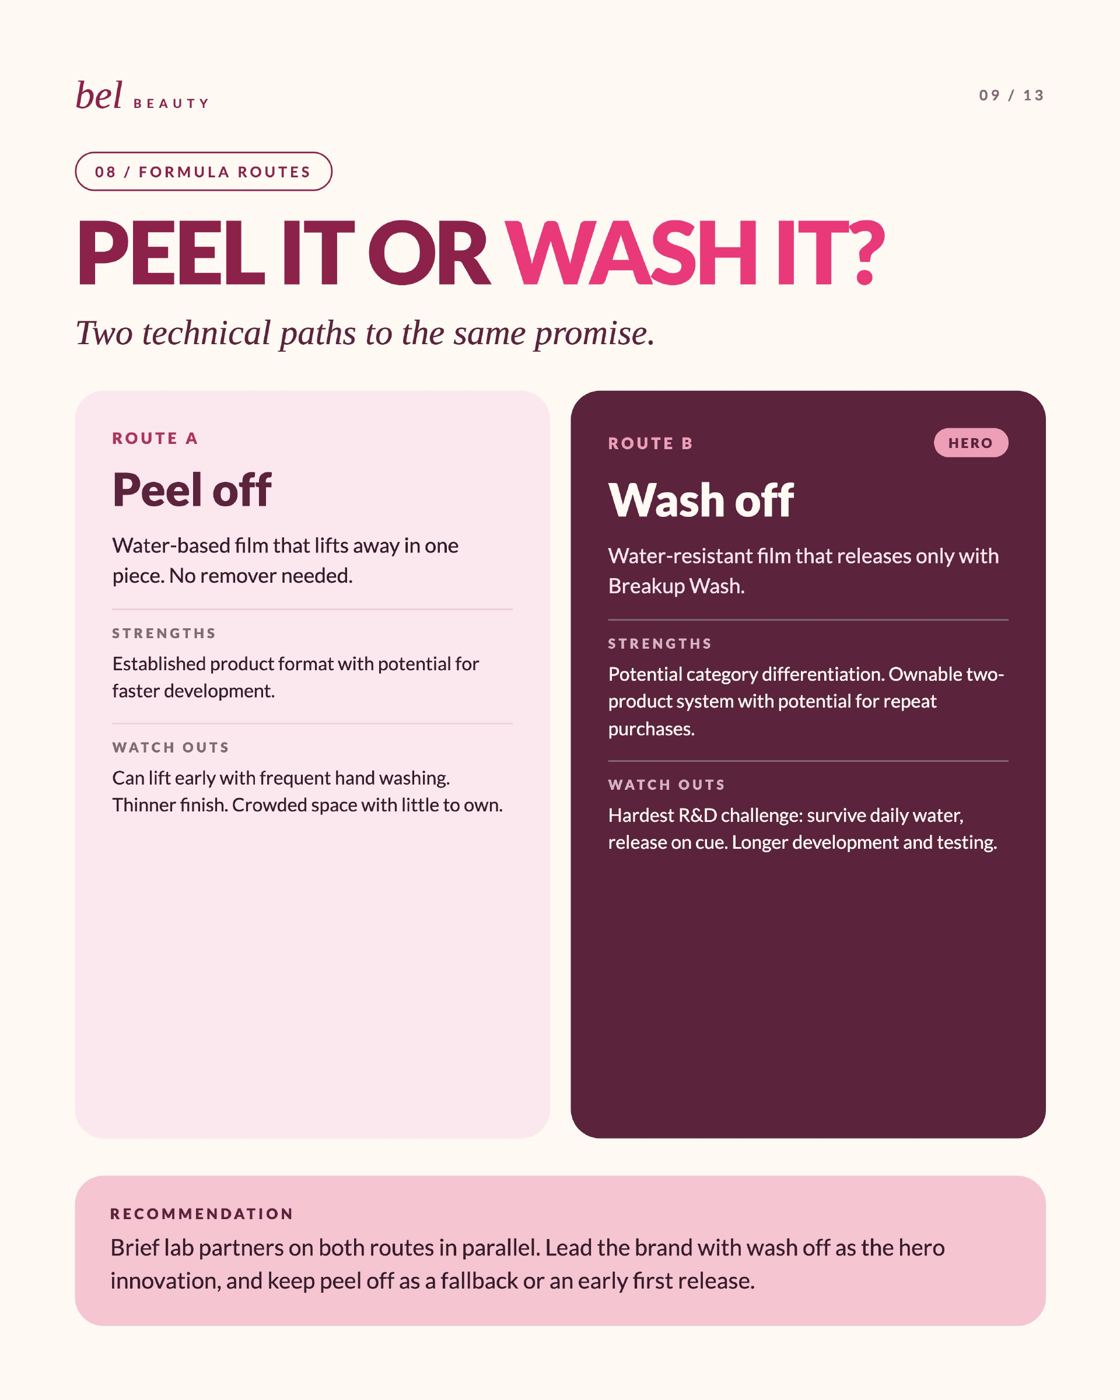 bel BEAUTY
09 / 13
08 / FORMULA ROUTES
PEEL IT OR WASH IT?
Two technical paths to the same promise.
ROUTE A
Peel off
Water-based film that lifts away in one
piece. No remover needed.
STRENGTHS
Established product format with potential for
faster development.
WATCH OUTS
Can lift early with frequent hand washing.
Thinner finish. Crowded space with little to own.
ROUTE B
HERO
Wash off
Water-resistant film that releases only with
Breakup Wash.
STRENGTHS
Potential category differentiation. Ownable two-
product system with potential for repeat
purchases.
WATCH OUTS
Hardest R&D challenge: survive daily water,
release on cue. Longer development and testing.
RECOMMENDATION
Brief lab partners on both routes in parallel. Lead the brand with wash off as the hero
innovation, and keep peel off as a fallback or an early first release.